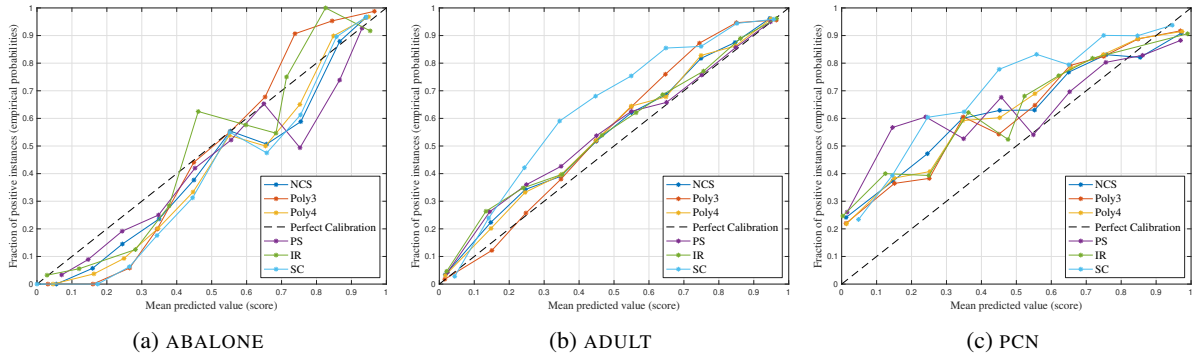 Fraction of positive instances (empirical probabilities)
1
0.9
0.8
0.7
0.6
0.5
0.4
0.3
0.2
0.1
0
NCS
Poly3
Poly4
Perfect Calibration
PS
IR
SC
0 0.1 0.2 0.3 0.4 0.5 0.6 0.7 0.8 0.9 1
Mean predicted value (score)
(a) ABALONE
Fraction of positive instances (empirical probabilities)
1
0.9
0.8
0.7
0.6
0.5
0.4
0.3
0.2
0.1
0
NCS
Poly3
Poly4
Perfect Calibration
PS
IR
SC
0 0.1 0.2 0.3 0.4 0.5 0.6 0.7 0.8 0.9 1
Mean predicted value (score)
(b) ADULT
Fraction of positive instances (empirical probabilities)
1
0.9
0.8
0.7
0.6
0.5
0.4
0.3
0.2
0.1
0
NCS
Poly3
Poly4
Perfect Calibration
PS
IR
SC
0 0.1 0.2 0.3 0.4 0.5 0.6 0.7 0.8 0.9 1
Mean predicted value (score)
(c) PCN